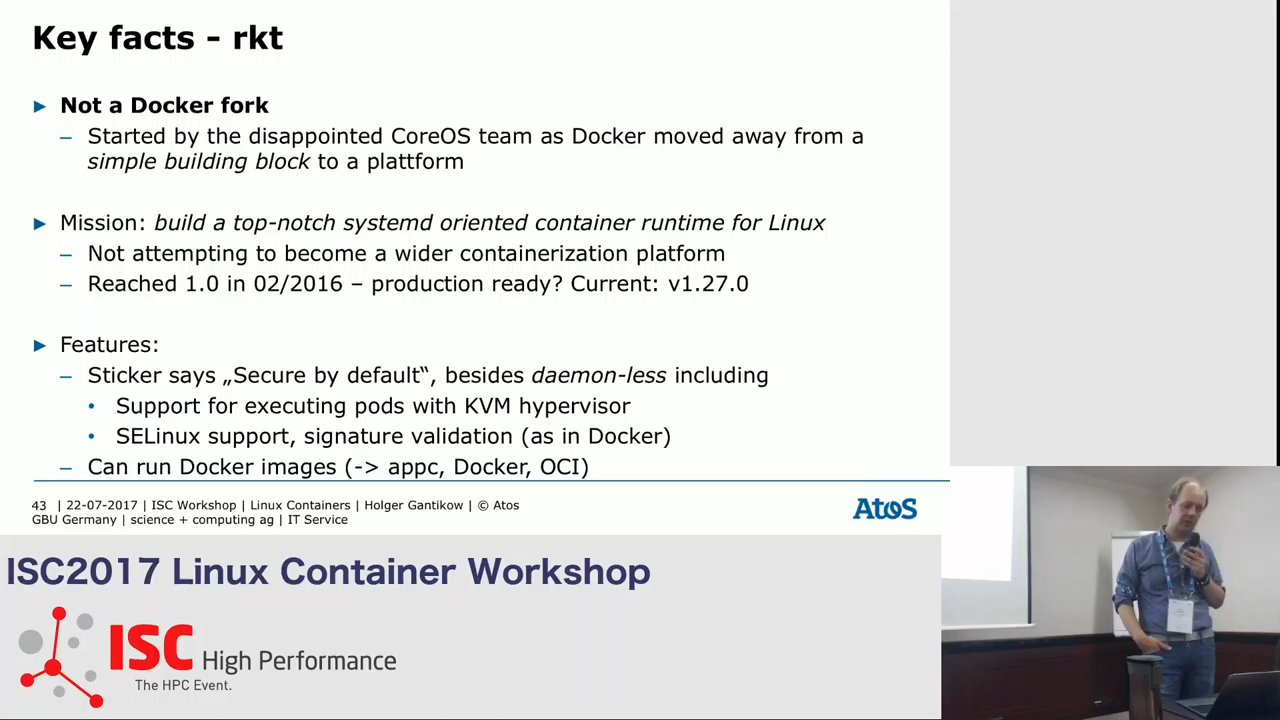 Key facts - rkt
► Not a Docker fork
– Started by the disappointed CoreOS team as Docker moved away from a
simple building block to a plattform
► Mission: build a top-notch systemd oriented container runtime for Linux
– Not attempting to become a wider containerization platform
– Reached 1.0 in 02/2016 – production ready? Current: v1.27.0
► Features:
– Sticker says „Secure by default“, besides daemon-less including
• Support for executing pods with KVM hypervisor
• SELinux support, signature validation (as in Docker)
– Can run Docker images (-> appc, Docker, OCI)
43 | 22-07-2017 | ISC Workshop | Linux Containers | Holger Gantikow | © Atos
GBU Germany | science + computing ag | IT Service
Atos
ISC2017 Linux Container Workshop
ISC High Performance
The HPC Event.